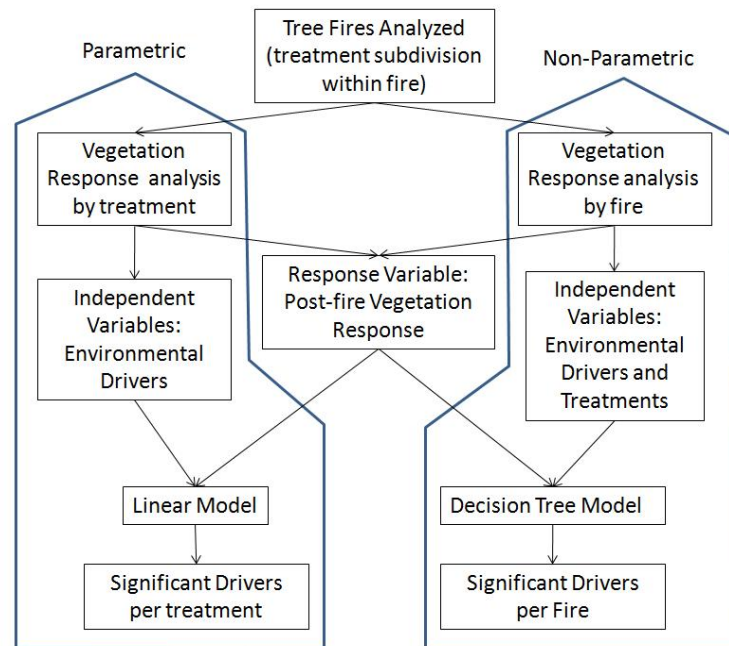 Tree Fires Analyzed
(treatment subdivision
within fire)
Parametric
Non-Parametric
Vegetation
Response analysis
by treatment
Vegetation
Response analysis
by fire
Response Variable:
Post-fire Vegetation
Response
Independent
Variables:
Environmental
Drivers
Independent
Variables:
Environmental
Drivers and
Treatments
Linear Model
Decision Tree Model
Significant Drivers
per treatment
Significant Drivers
per Fire